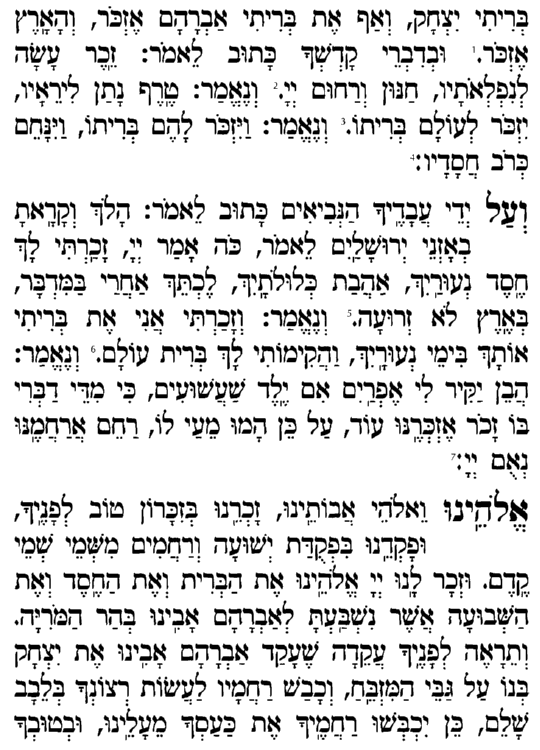 בְּרִיתִי יִצְחָק, וְאַף אֶת בְּרִיתִי אַבְרָהָם אֶזְכֹּר, וְהָאָרֶץ
אֶזְכֹּר.¹ וּבְדִבְרֵי קָדְשְׁךָ כָּתוּב לֵאמֹר: זֵכֶר עָשָׂה
לְנִפְלְאֹתָיו, חַנּוּן וְרַחוּם יְיָ.² וְנֶאֱמַר: טֶרֶף נָתַן לִירֵאָיו,
יִזְכֹּר לְעוֹלָם בְּרִיתוֹ.³ וְנֶאֱמַר: וַיִּזְכֹּר לָהֶם בְּרִיתוֹ, וַיִּנָּחֵם
כְּרֹב חֲסָדָיו:⁴
וְעַל יְדֵי עֲבָדֶיךָ הַנְּבִיאִים כָּתוּב לֵאמֹר: הָלֹךְ וְקָרָאתָ
בְאָזְנֵי יְרוּשָׁלַיִם לֵאמֹר, כֹּה אָמַר יְיָ, זָכַרְתִּי לָךְ
חֶסֶד נְעוּרַיִךְ, אַהֲבַת כְּלוּלֹתָיִךְ, לֶכְתֵּךְ אַחֲרַי בַּמִּדְבָּר,
בְּאֶרֶץ לֹא זְרוּעָה.⁵ וְנֶאֱמַר: וְזָכַרְתִּי אֲנִי אֶת בְּרִיתִי
אוֹתָךְ בִּימֵי נְעוּרָיִךְ, וַהֲקִימוֹתִי לָךְ בְּרִית עוֹלָם.⁶ וְנֶאֱמַר:
הֲבֵן יַקִּיר לִי אֶפְרַיִם אִם יֶלֶד שַׁעֲשׁוּעִים, כִּי מִדֵּי דַבְּרִי
בּוֹ זָכֹר אֶזְכְּרֶנּוּ עוֹד, עַל כֵּן הָמוּ מֵעַי לוֹ, רַחֵם אֲרַחֲמֶנּוּ
נְאֻם יְיָ:⁷
אֱלֹהֵינוּ וֵאלֹהֵי אֲבוֹתֵינוּ, זָכְרֵנוּ בְּזִכָּרוֹן טוֹב לְפָנֶיךָ,
וּפָקְדֵנוּ בִּפְקֻדַּת יְשׁוּעָה וְרַחֲמִים מִשְּׁמֵי שְׁמֵי
קֶדֶם. וּזְכָר לָנוּ יְיָ אֱלֹהֵינוּ אֶת הַבְּרִית וְאֶת הַחֶסֶד וְאֶת
הַשְּׁבוּעָה אֲשֶׁר נִשְׁבַּעְתָּ לְאַבְרָהָם אָבִינוּ בְּהַר הַמֹּרִיָּה.
וְתֵרָאֶה לְפָנֶיךָ עֲקֵדָה שֶׁעָקַד אַבְרָהָם אָבִינוּ אֶת יִצְחָק
בְּנוֹ עַל גַּבֵּי הַמִּזְבֵּחַ, וְכָבַשׁ רַחֲמָיו לַעֲשׂוֹת רְצוֹנְךָ בְּלֵבָב
שָׁלֵם, כֵּן יִכְבְּשׁוּ רַחֲמֶיךָ אֶת כַּעַסְךָ מֵעָלֵינוּ, וּבְטוּבְךָ